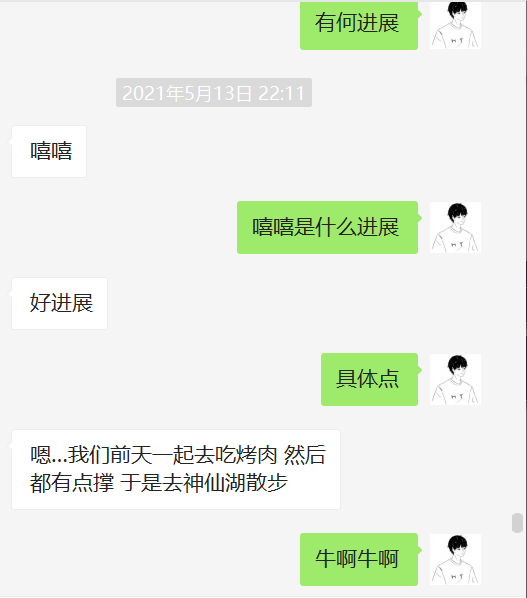 有何进展
2021年5月13日 22:11
嘻嘻
嘻嘻是什么进展
好进展
具体点
嗯...我们前天一起去吃烤肉 然后
都有点撑 于是去神仙湖散步
牛啊牛啊